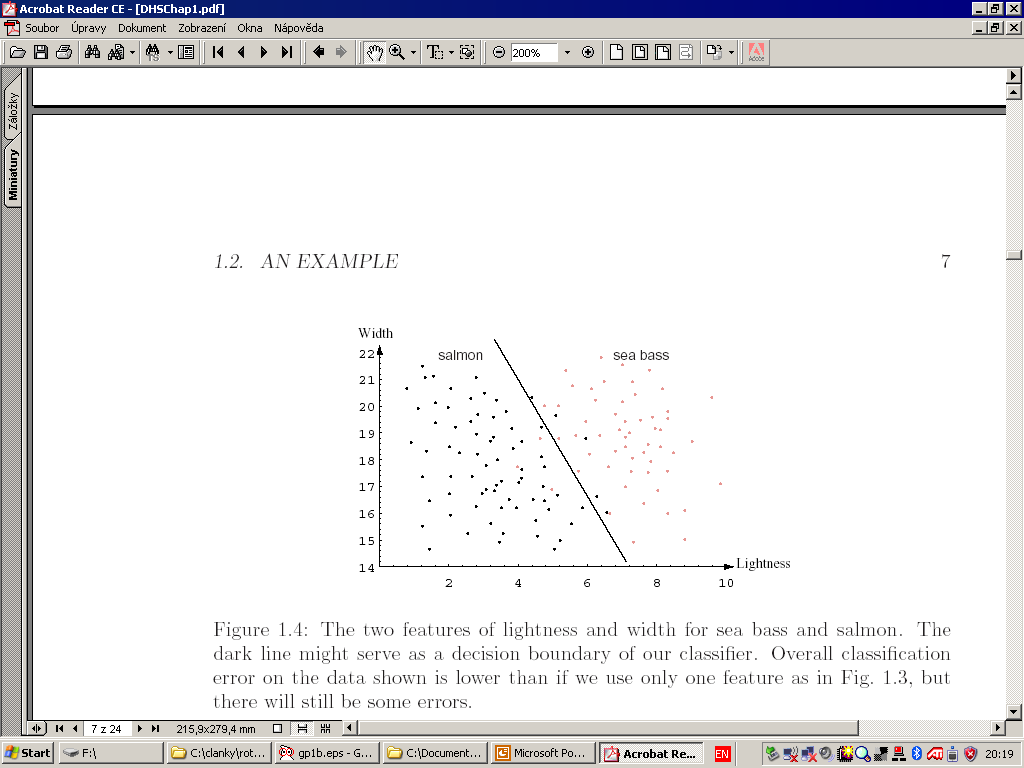 Acrobat Reader CE - [DHSChap1.pdf]
Soubor Úpravy Dokument Zobrazení Okna Nápověda
200%
Adobe
Záložky
Miniatury
1.2. AN EXAMPLE 7
Width
salmon sea bass
22
21
20
19
18
17
16
15
14
2 4 6 8 10
Lightness
Figure 1.4: The two features of lightness and width for sea bass and salmon. The
dark line might serve as a decision boundary of our classifier. Overall classification
error on the data shown is lower than if we use only one feature as in Fig. 1.3, but
there will still be some errors.
7 z 24 215,9x279,4 mm
Start F:\ C:\clanky\rot... gp1b.eps - G... C:\Document... Microsoft Po... Acrobat Re... EN 20:19